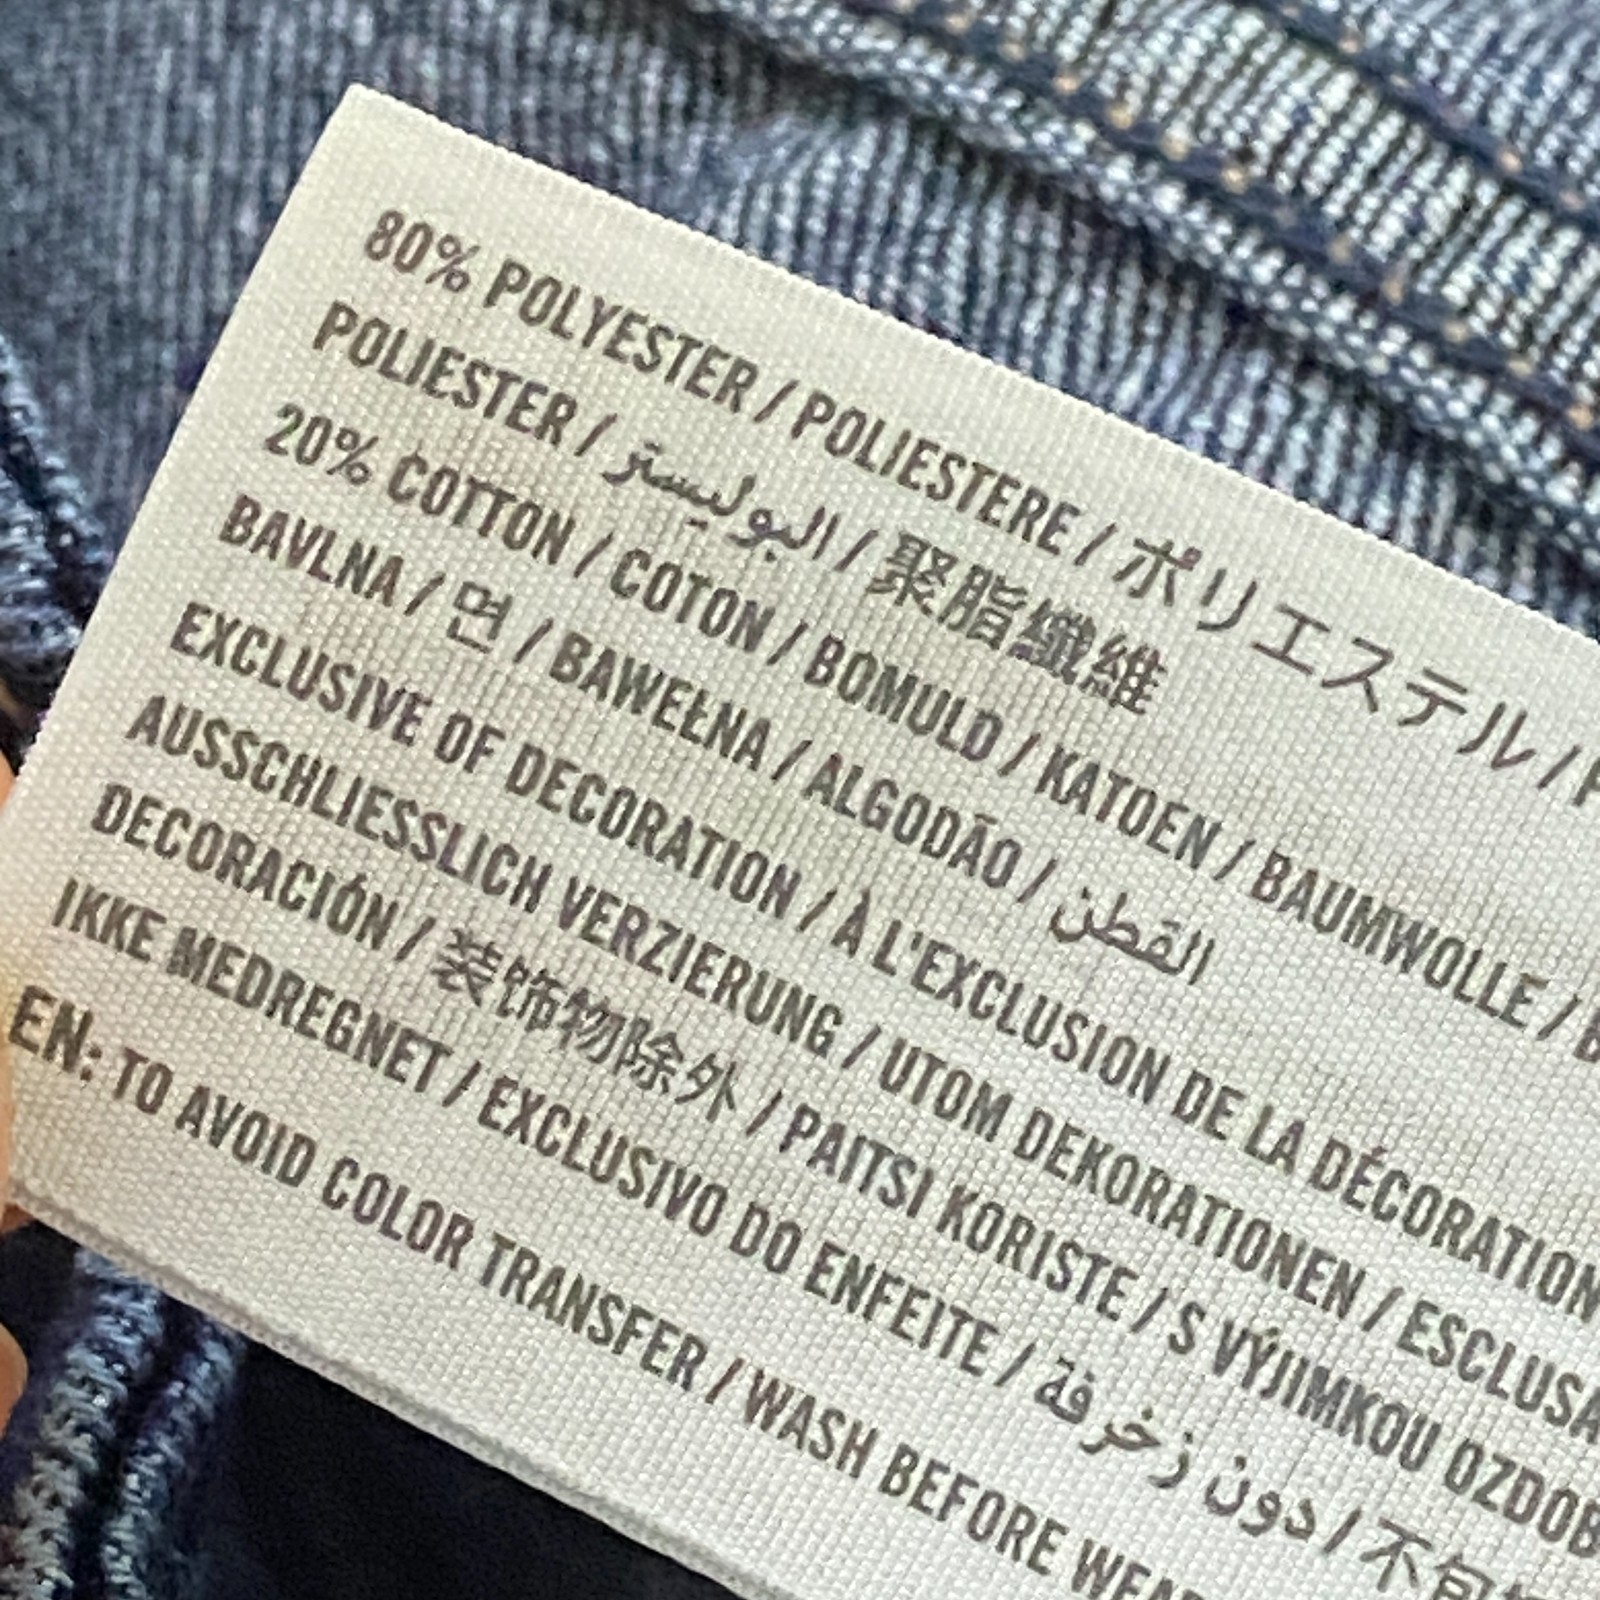 80% POLYESTER / POLIESTERE / ポリエステル /
POLIESTER / البوليستر / 聚脂纖維
20% COTTON / COTON / BOMULD / KATOEN / BAUMWOLLE /
BAVLNA / 면 / BAWEŁNA / ALGODÃO / القطن
EXCLUSIVE OF DECORATION / À L'EXCLUSION DE LA DÉCORATION
AUSSCHLIESSLICH VERZIERUNG / UTOM DEKORATIONEN / ESCLUSA
DECORACIÓN / 装饰物除外 / PAITSI KORISTE / S VÝJIMKOU OZDOB
IKKE MEDREGNET / EXCLUSIVO DO ENFEITE / دون زخرفة / 不包
EN: TO AVOID COLOR TRANSFER / WASH BEFORE WEAR